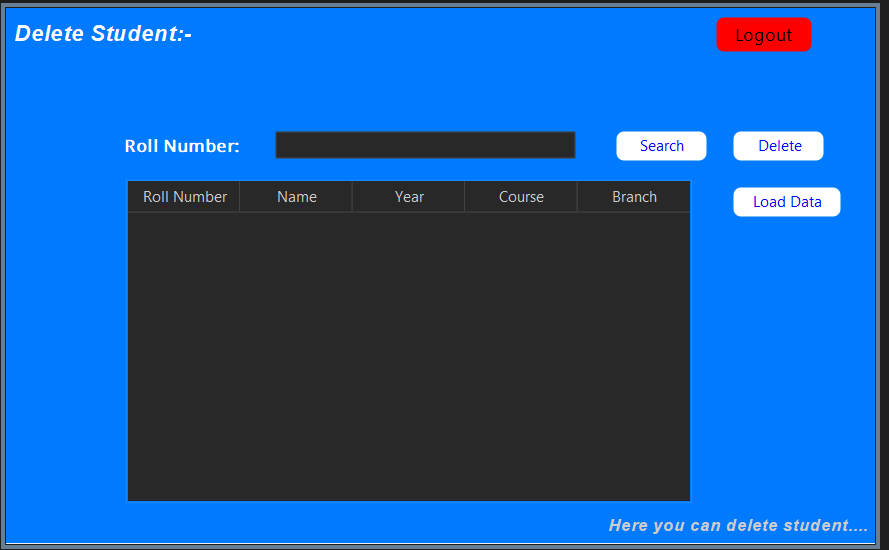 Delete Student:-
Logout
Roll Number:
Search
Delete
Roll Number Name Year Course Branch
Load Data
Here you can delete student....